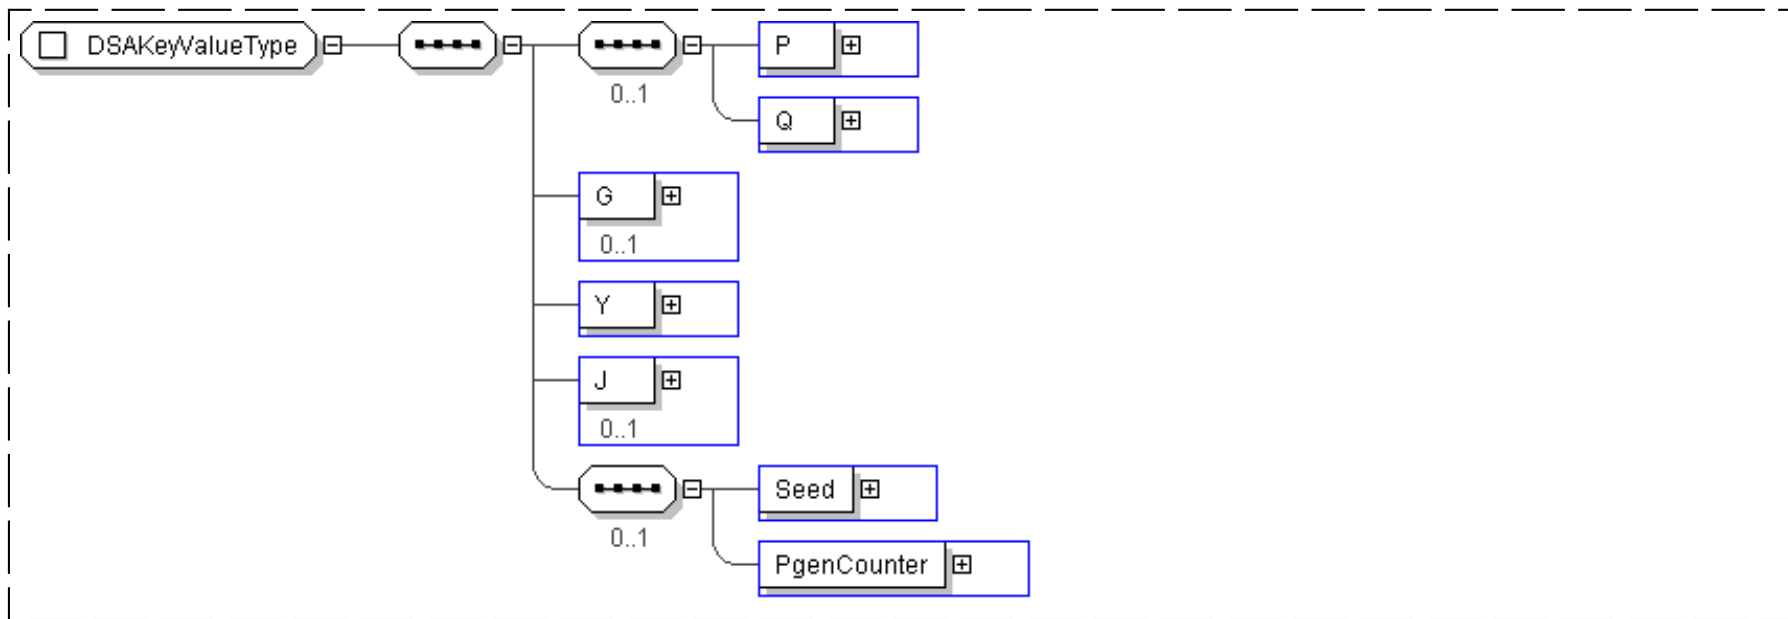 DSAKeyValueType
P
0..1
Q
G
0..1
Y
J
0..1
Seed
0..1
PgenCounter